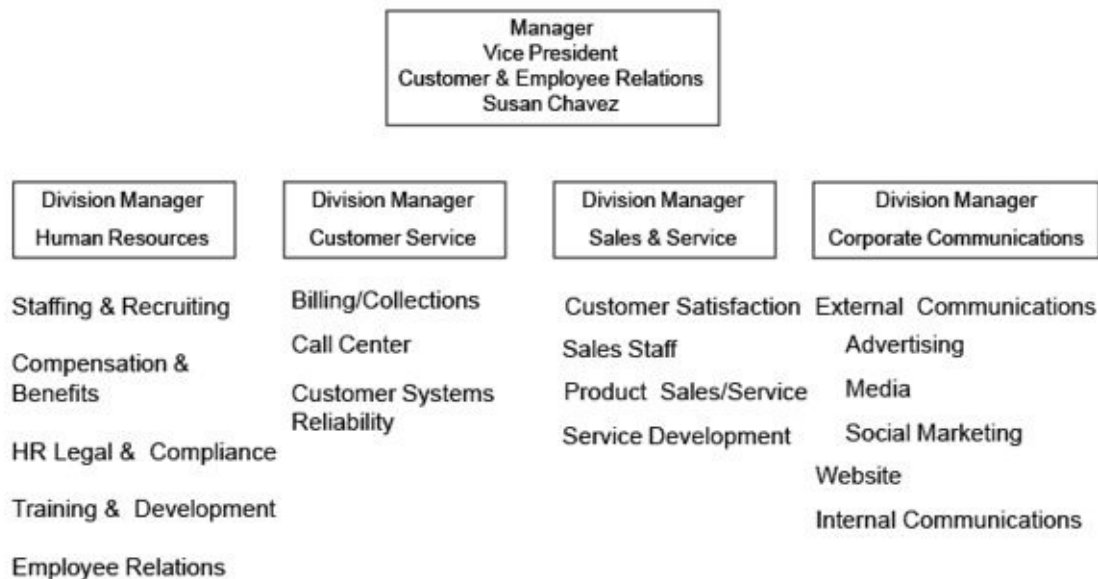 Manager
Vice President
Customer & Employee Relations
Susan Chavez
Division Manager
Human Resources
Staffing & Recruiting
Compensation &
Benefits
HR Legal & Compliance
Training & Development
Employee Relations
Division Manager
Customer Service
Billing/Collections
Call Center
Customer Systems
Reliability
Division Manager
Sales & Service
Customer Satisfaction
Sales Staff
Product Sales/Service
Service Development
Division Manager
Corporate Communications
External Communications
Advertising
Media
Social Marketing
Website
Internal Communications